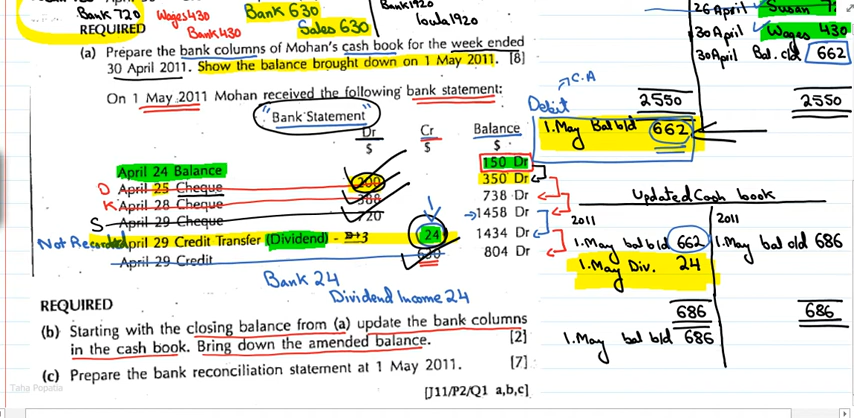 Bank 720 Wages 430 Bank 630 Bank 1920
REQUIRED Bank 430 Sales 630 loula 1920
(a) Prepare the bank columns of Mohan's cash book for the week ended
30 April 2011. Show the balance brought down on 1 May 2011. [8]
On 1 May 2011 Mohan received the following bank statement:
"Bank Statement"
Dr Cr Balance
$ $ $
April 24 Balance 150 Dr
D April 25 Cheque 200 350 Dr
K April 28 Cheque 388 738 Dr
S April 29 Cheque 720 1458 Dr
Not Recorded April 29 Credit Transfer (Dividend) - 24 1434 Dr
April 29 Credit 630 804 Dr
Bank 24
Dividend Income 24
REQUIRED
(b) Starting with the closing balance from (a) update the bank columns
in the cash book. Bring down the amended balance. [2]
(c) Prepare the bank reconciliation statement at 1 May 2011. [7]
[J11/P2/Q1 a,b,c]
Taha Popatia
26 April Susan
30 April Wages 430
30 April Bal. c/d 662
2550 2550
Debit → C.A
1. May Bal b/d 662
Updated Cash book
2011 2011
1. May bal b/d 662 1. May bal old 686
1. May Div. 24
686 686
1. May bal b/d 686